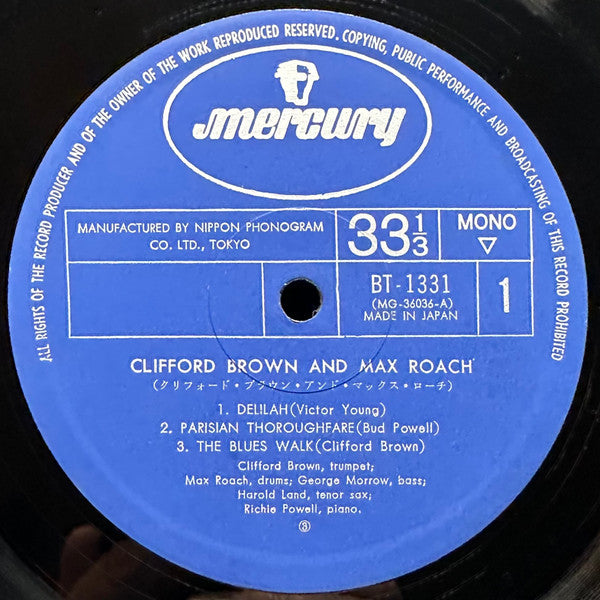 ALL RIGHTS OF THE RECORD PRODUCER AND OF THE OWNER OF THE WORK REPRODUCED RESERVED. COPYING, PUBLIC PERFORMANCE AND BROADCASTING OF THIS RECORD PROHIBITED
mercury
MANUFACTURED BY NIPPON PHONOGRAM
CO. LTD., TOKYO
33 1/3
MONO
▽
BT-1331
(MG-36036-A)
MADE IN JAPAN
1
CLIFFORD BROWN AND MAX ROACH
(クリフォード・ブラウン・アンド・マックス・ローチ)
1. DELILAH(Victor Young)
2. PARISIAN THOROUGHFARE(Bud Powell)
3. THE BLUES WALK(Clifford Brown)
Clifford Brown, trumpet;
Max Roach, drums; George Morrow, bass;
Harold Land, tenor sax;
Richie Powell, piano.
③